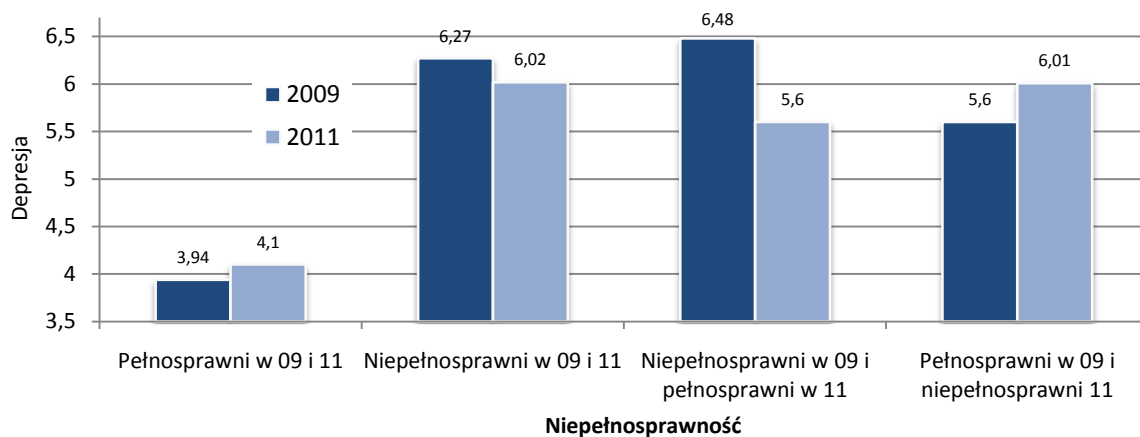 6,5
6
5,5
5
4,5
4
3,5
Depresja
2009
2011
3,94
4,1
6,27
6,02
6,48
5,6
5,6
6,01
Pełnosprawni w 09 i 11
Niepełnosprawni w 09 i 11
Niepełnosprawni w 09 i
pełnosprawni w 11
Pełnosprawni w 09 i
niepełnosprawni 11
Niepełnosprawność